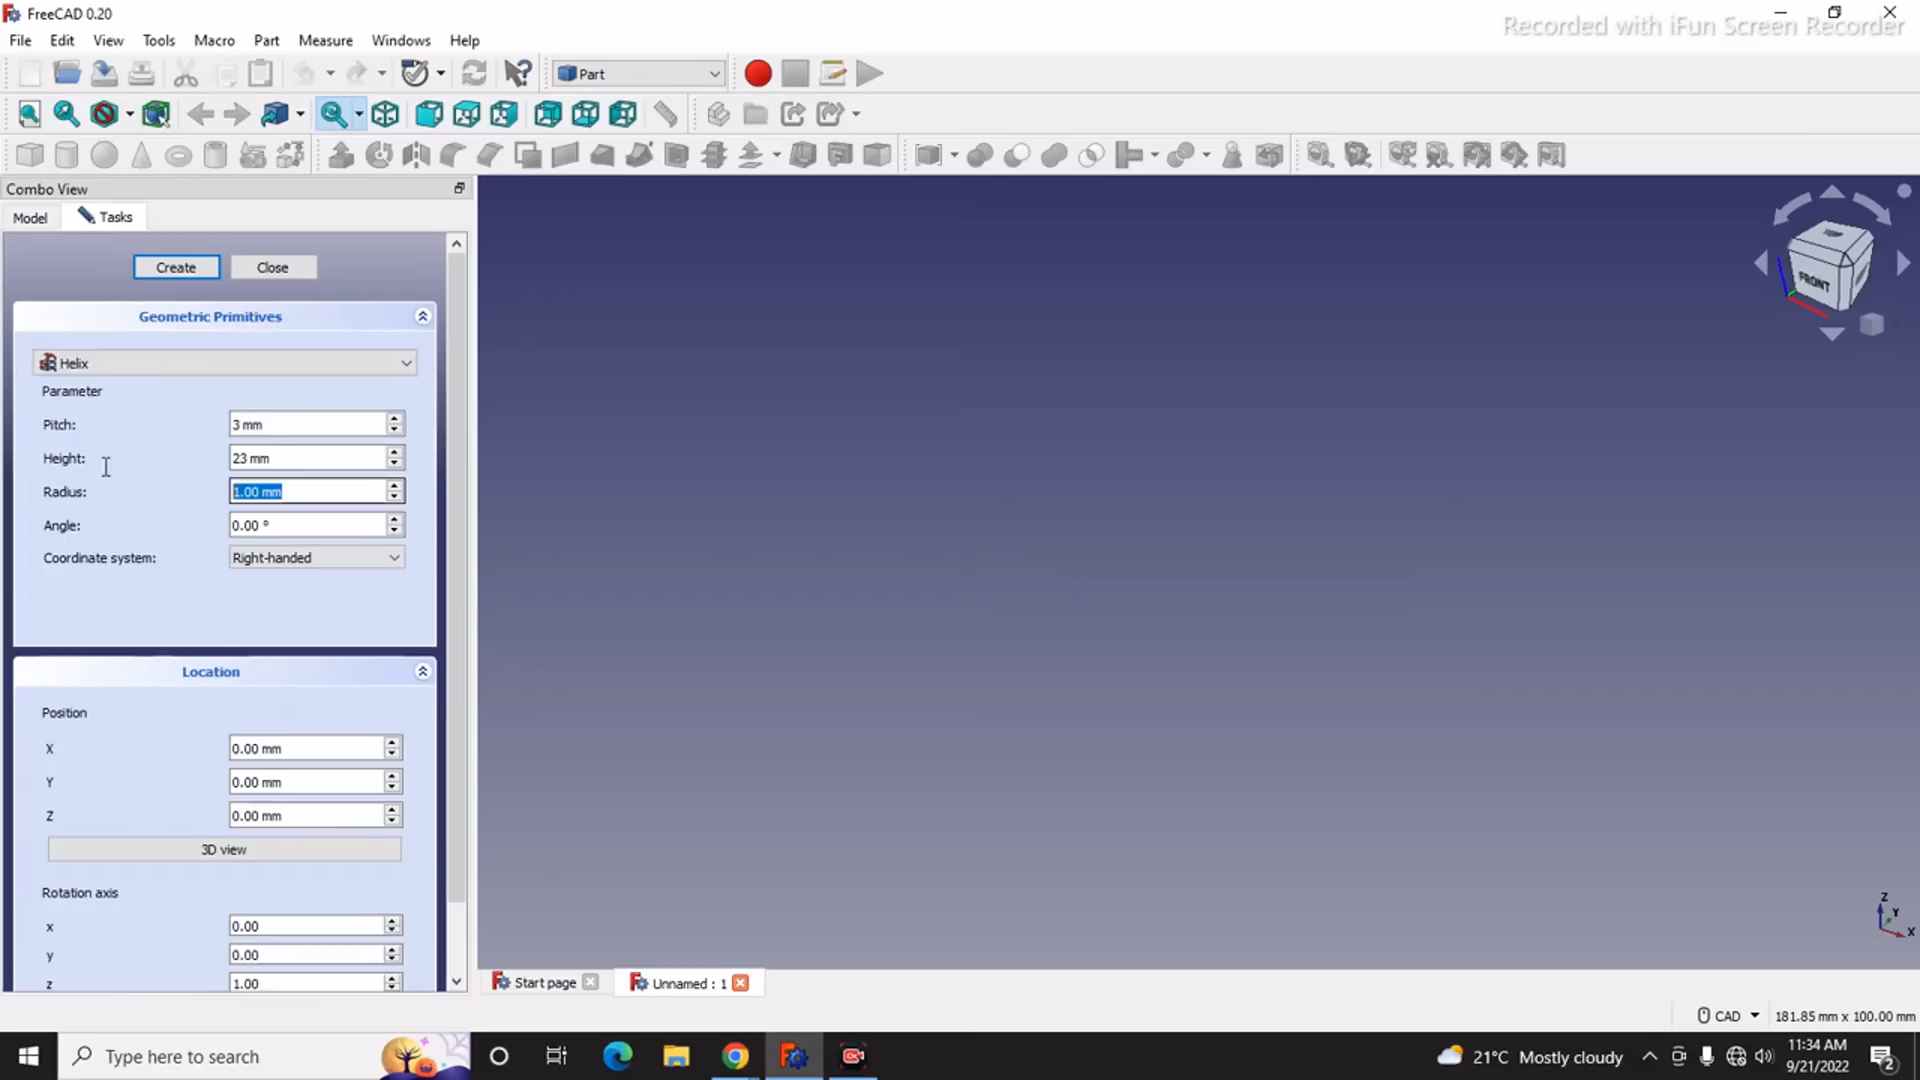 FreeCAD 0.20
Recorded with iFun Screen Recorder
File Edit View Tools Macro Part Measure Windows Help
Part
Combo View
Model Tasks
Create Close
Geometric Primitives
Helix
Parameter
Pitch: 3 mm
Height: 23 mm
Radius: 1.00 mm
Angle: 0.00 °
Coordinate system: Right-handed
Location
Position
X 0.00 mm
Y 0.00 mm
Z 0.00 mm
3D view
Rotation axis
x 0.00
y 0.00
z 1.00
TOP
FRONT
Z
Y
X
Start page Unnamed : 1
CAD 181.85 mm x 100.00 mm
Type here to search
21°C Mostly cloudy
11:34 AM
9/21/2022
2